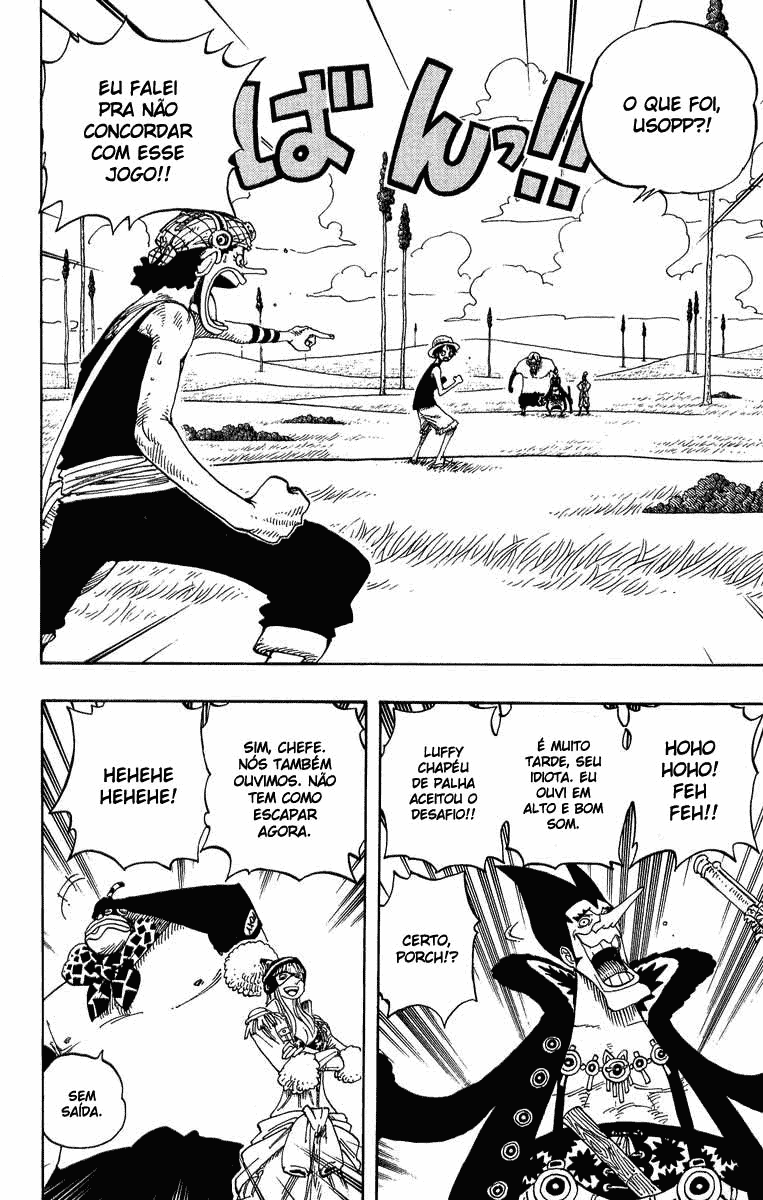 O QUE FOI,
USOPP?!
ばんっ!!
EU FALEI
PRA NÃO
CONCORDAR
COM ESSE
JOGO!!
HOHO
HOHO!
FEH
FEH!!
É MUITO
TARDE, SEU
IDIOTA. EU
OUVI EM
ALTO E BOM
SOM.
LUFFY
CHAPÉU
DE PALHA
ACEITOU O
DESAFIO!!
CERTO,
PORCH!?
SIM, CHEFE.
NÓS TAMBÉM
OUVIMOS. NÃO
TEM COMO
ESCAPAR
AGORA.
HEHEHE
HEHEHE!
SEM
SAÍDA.